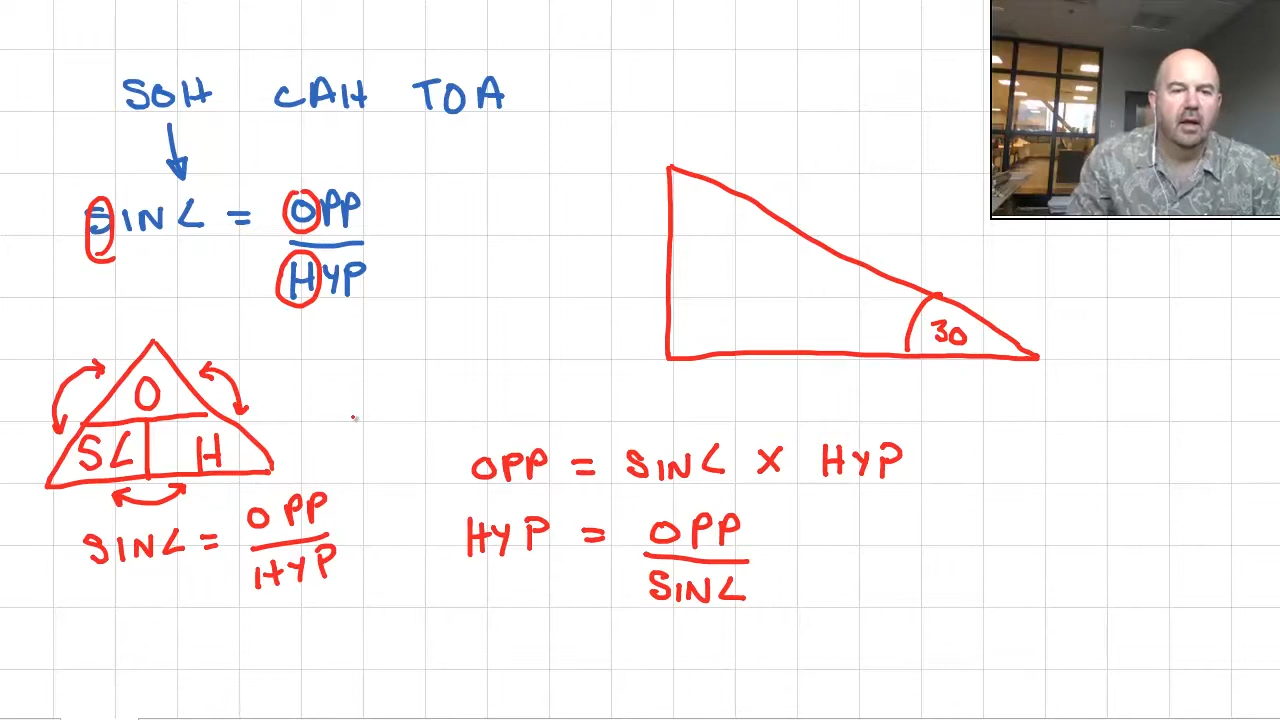 SOH CAH TOA
SIN∠ = OPP
HYP
30
O
S∠ H
SIN∠ = OPP
HYP
OPP = SIN∠ X HYP
HYP = OPP
SIN∠